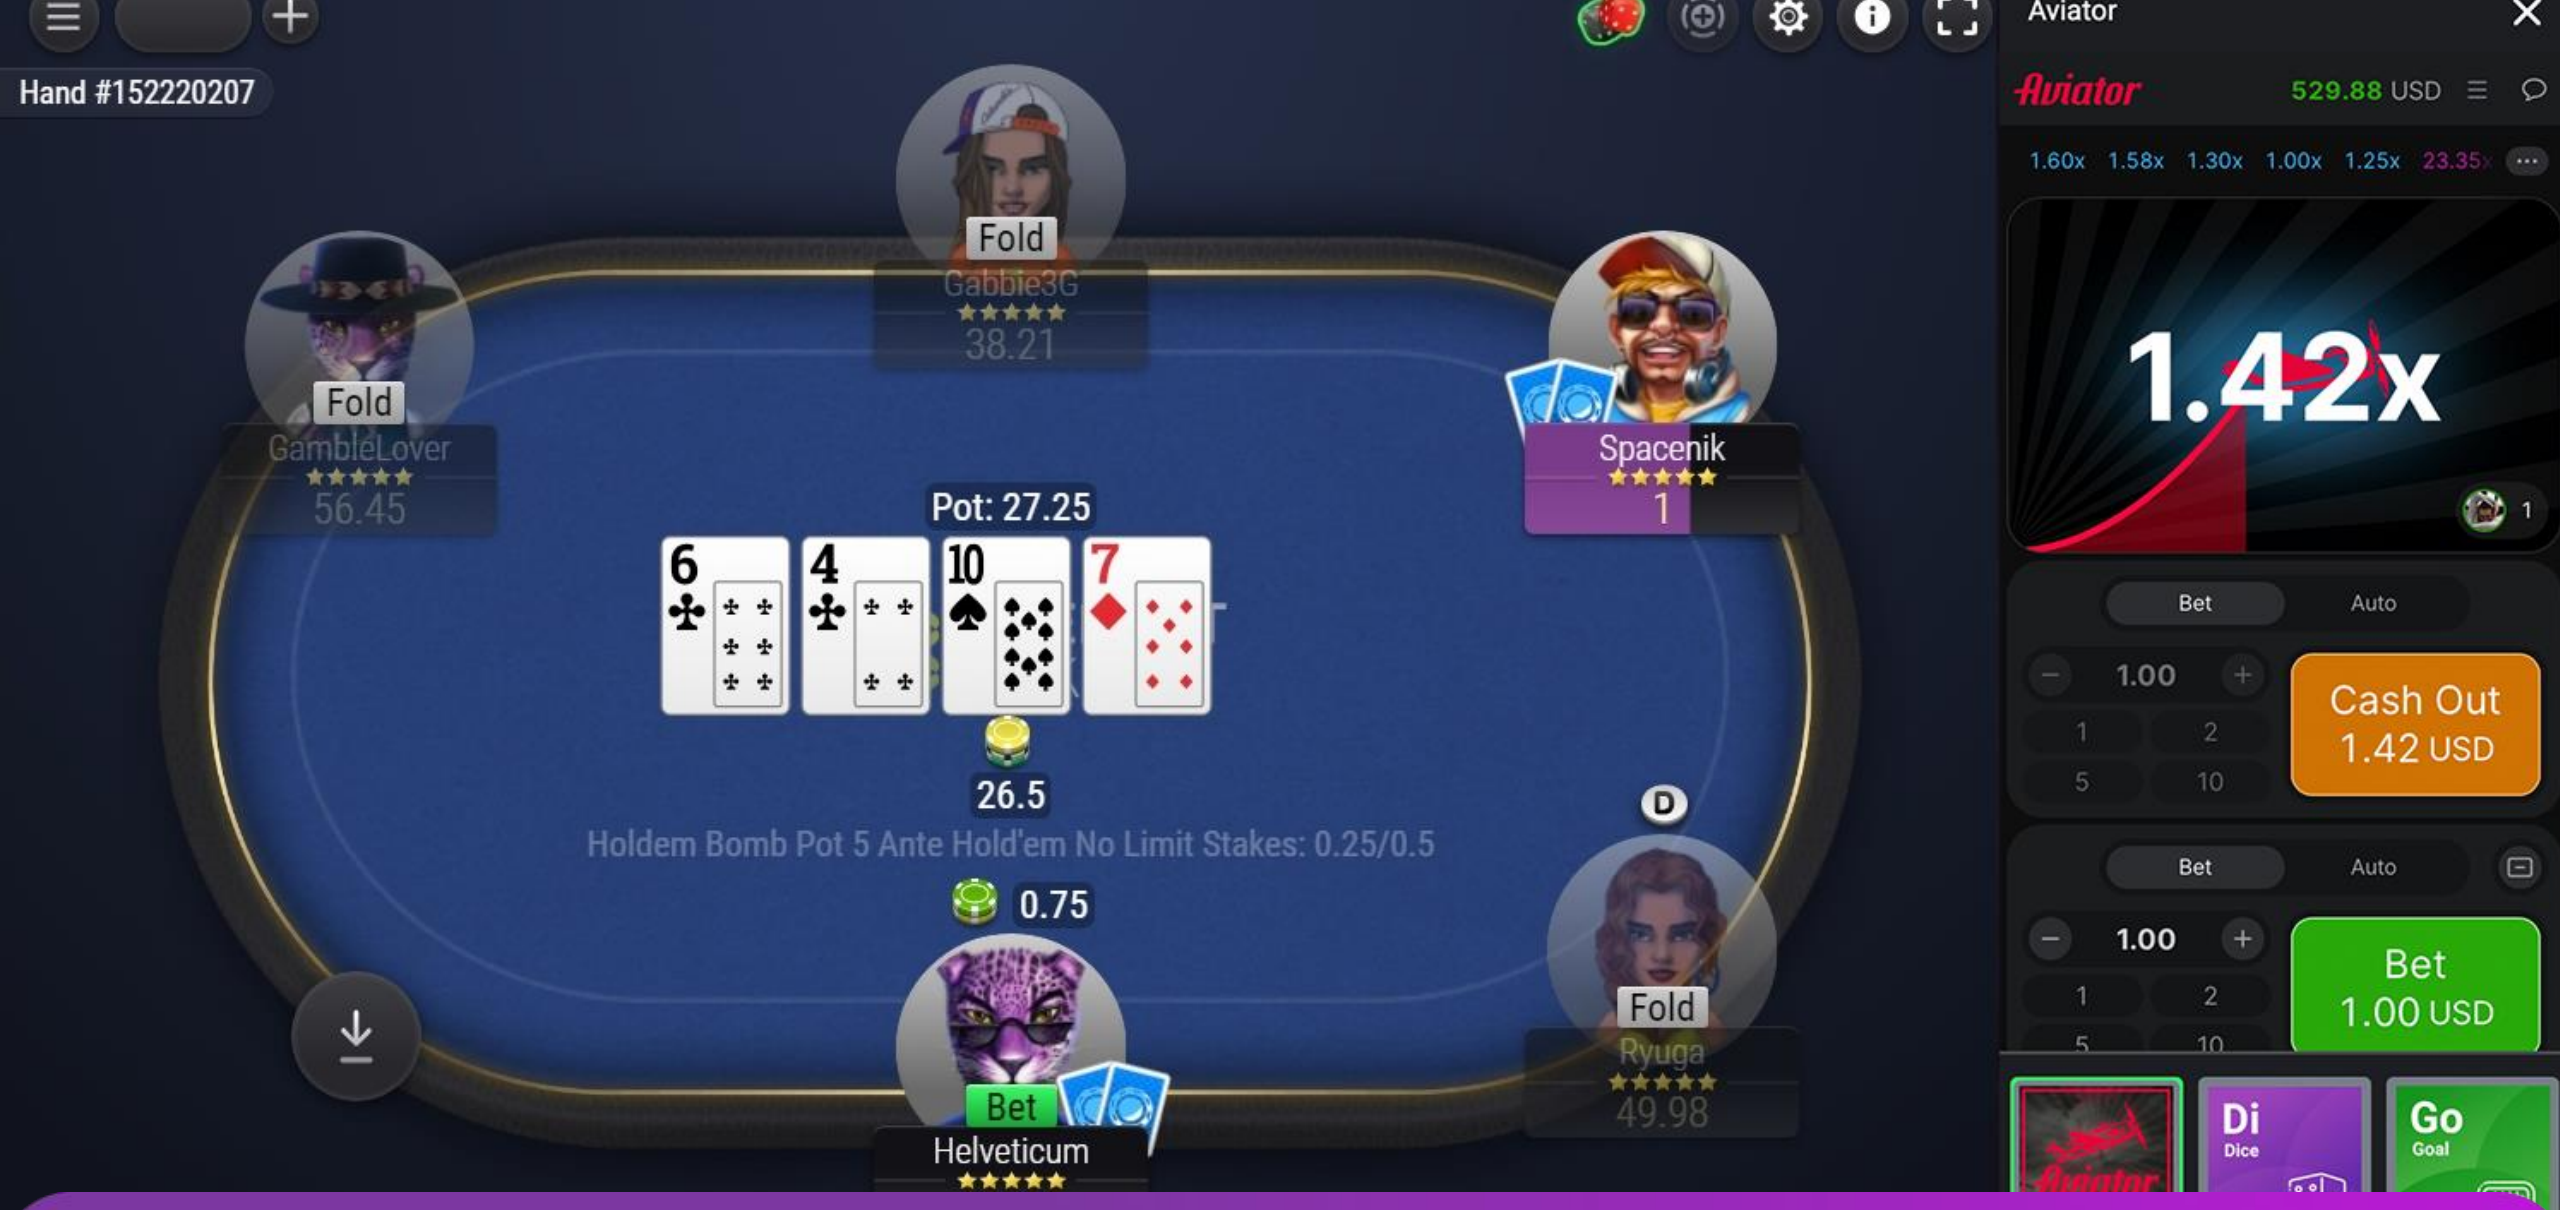 Hand #152220207
Fold
Gabbie3G
38.21
Fold
GambleLover
56.45
Spacenik
1
Pot: 27.25
6
4
10
7
26.5
Holdem Bomb Pot 5 Ante Hold'em No Limit Stakes: 0.25/0.5
0.75
D
Fold
Ryuga
49.98
Bet
Helveticum
Aviator
Aviator
529.88 USD
1.60x 1.58x 1.30x 1.00x 1.25x 23.35x
1.42x
1
Bet Auto
1.00
1 2
5 10
Cash Out
1.42 USD
Bet Auto
1.00
1 2
5 10
Bet
1.00 USD
Aviator
Di
Dice
Go
Goal